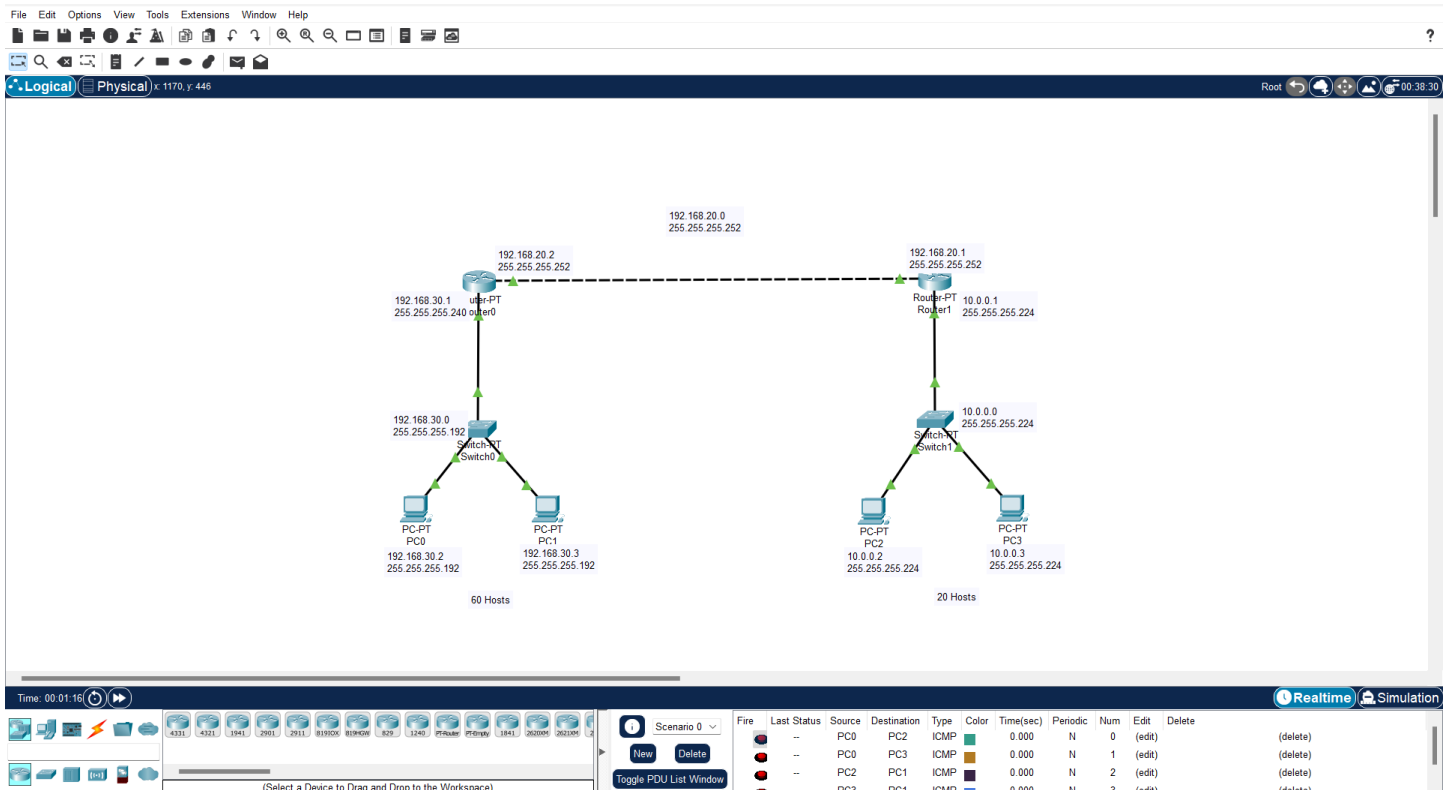 File Edit Options View Tools Extensions Window Help
?
Logical Physical x: 1170, y: 446 Root 00:38:30
192.168.20.0
255.255.255.252
192.168.20.2
255.255.255.252
192.168.20.1
255.255.255.252
192.168.30.1
255.255.255.240
uter-PT
outer0
Router-PT
Router1
10.0.0.1
255.255.255.224
192.168.30.0
255.255.255.192
Switch-PT
Switch0
10.0.0.0
255.255.255.224
Switch-PT
Switch1
PC-PT
PC0
192.168.30.2
255.255.255.192
PC-PT
PC1
192.168.30.3
255.255.255.192
PC-PT
PC2
10.0.0.2
255.255.255.224
PC-PT
PC3
10.0.0.3
255.255.255.224
60 Hosts
20 Hosts
Time: 00:01:16 Realtime Simulation
4331 4321 1941 2901 2911 819IOX 819HGW 829 1240 PT-Router PT-Empty 1841 2620XM 2621XM 2
(Select a Device to Drag and Drop to the Workspace)
Scenario 0
New Delete
Toggle PDU List Window
Fire Last Status Source Destination Type Color Time(sec) Periodic Num Edit Delete
-- PC0 PC2 ICMP 0.000 N 0 (edit) (delete)
-- PC0 PC3 ICMP 0.000 N 1 (edit) (delete)
-- PC2 PC1 ICMP 0.000 N 2 (edit) (delete)
-- PC3 PC1 ICMP 0.000 N 3 (edit) (delete)